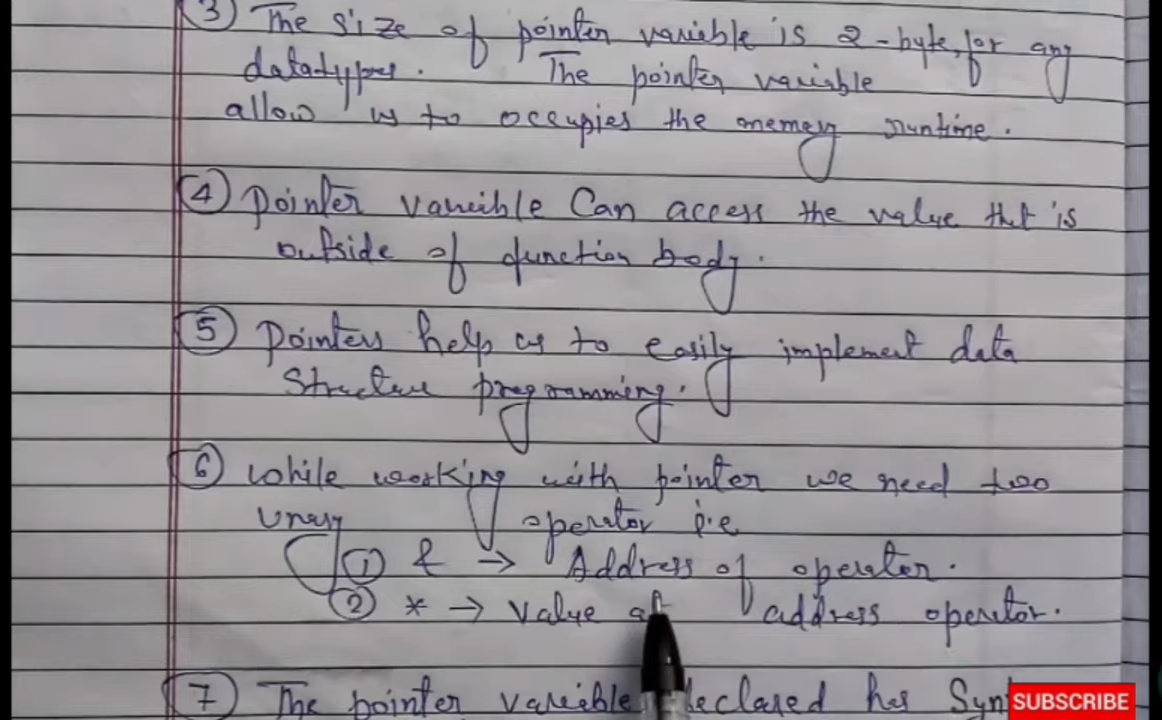 ③ The size of pointer variable is 2-byte, for any
datatypes. The pointer variable
allow us to occupies the memory runtime.
④ Pointer variable Can access the value that is
outside of function body.
⑤ Pointers help us to easily implement data
Structure programming.
⑥ while working with pointer we need two
Unary operator i.e
① & → Address of operator.
② * → value at address operator.
⑦ The pointer variable declared has Syn
SUBSCRIBE